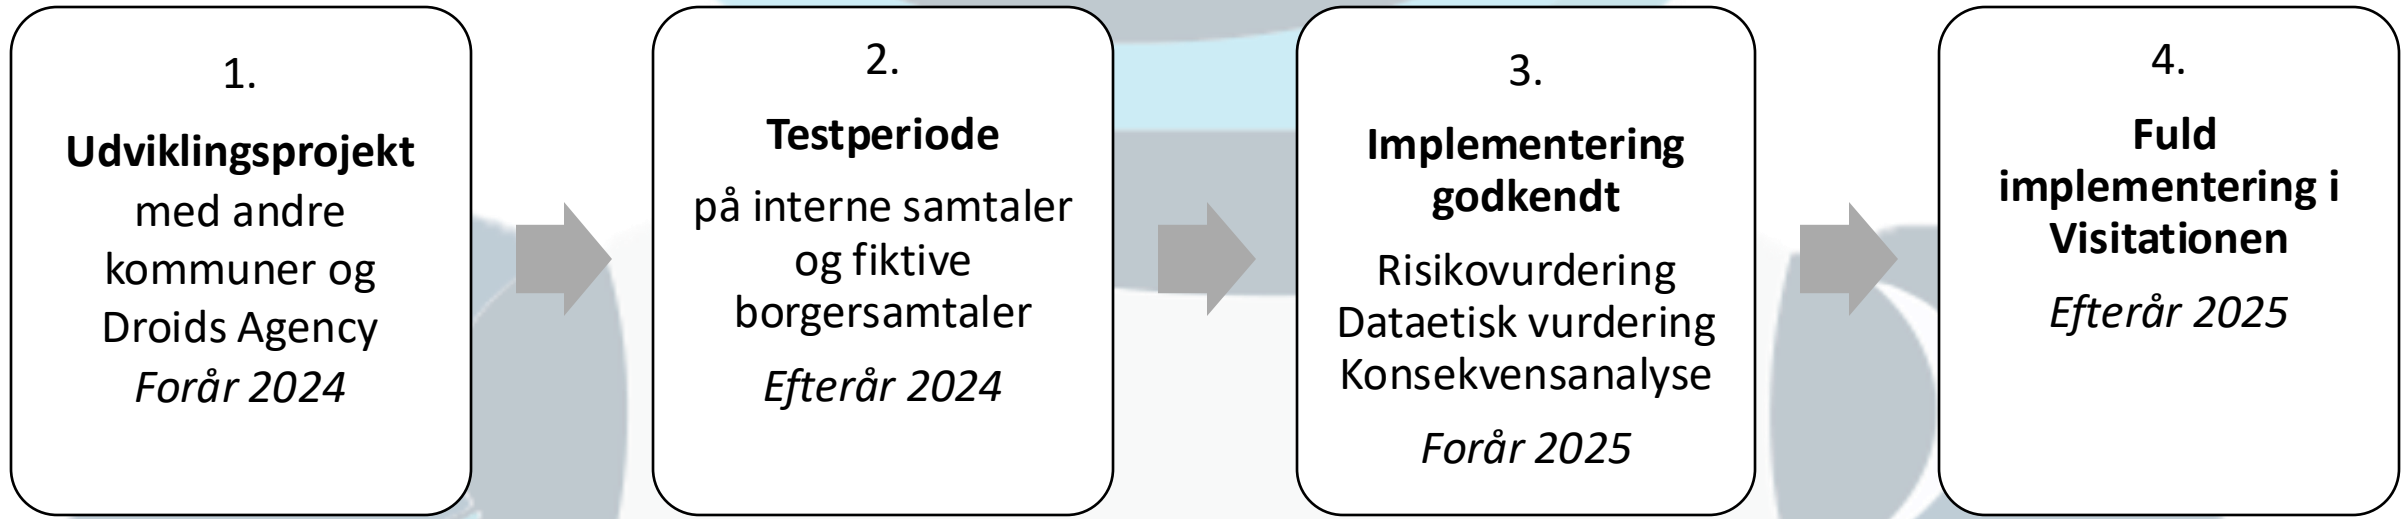 1.
Udviklingsprojekt
med andre
kommuner og
Droids Agency
Forår 2024
2.
Testperiode
på interne samtaler
og fiktive
borgersamtaler
Efterår 2024
3.
Implementering
godkendt
Risikovurdering
Dataetisk vurdering
Konsekvensanalyse
Forår 2025
4.
Fuld
implementering i
Visitationen
Efterår 2025